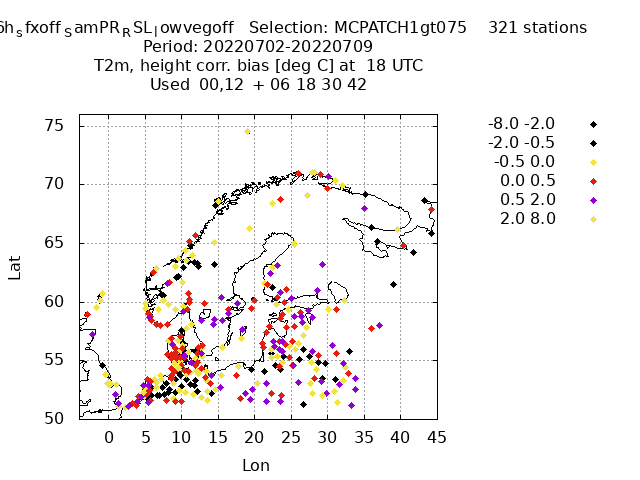 6h_sfxoff_SamPR_RSL_lowvegoff Selection: MCPATCH1gt075 321 stations
Period: 20220702-20220709
T2m, height corr. bias [deg C] at 18 UTC
Used 00,12 + 06 18 30 42
-8.0 -2.0
-2.0 -0.5
-0.5 0.0
0.0 0.5
0.5 2.0
2.0 8.0
75
70
65
60
55
50
Lat
0 5 10 15 20 25 30 35 40 45
Lon